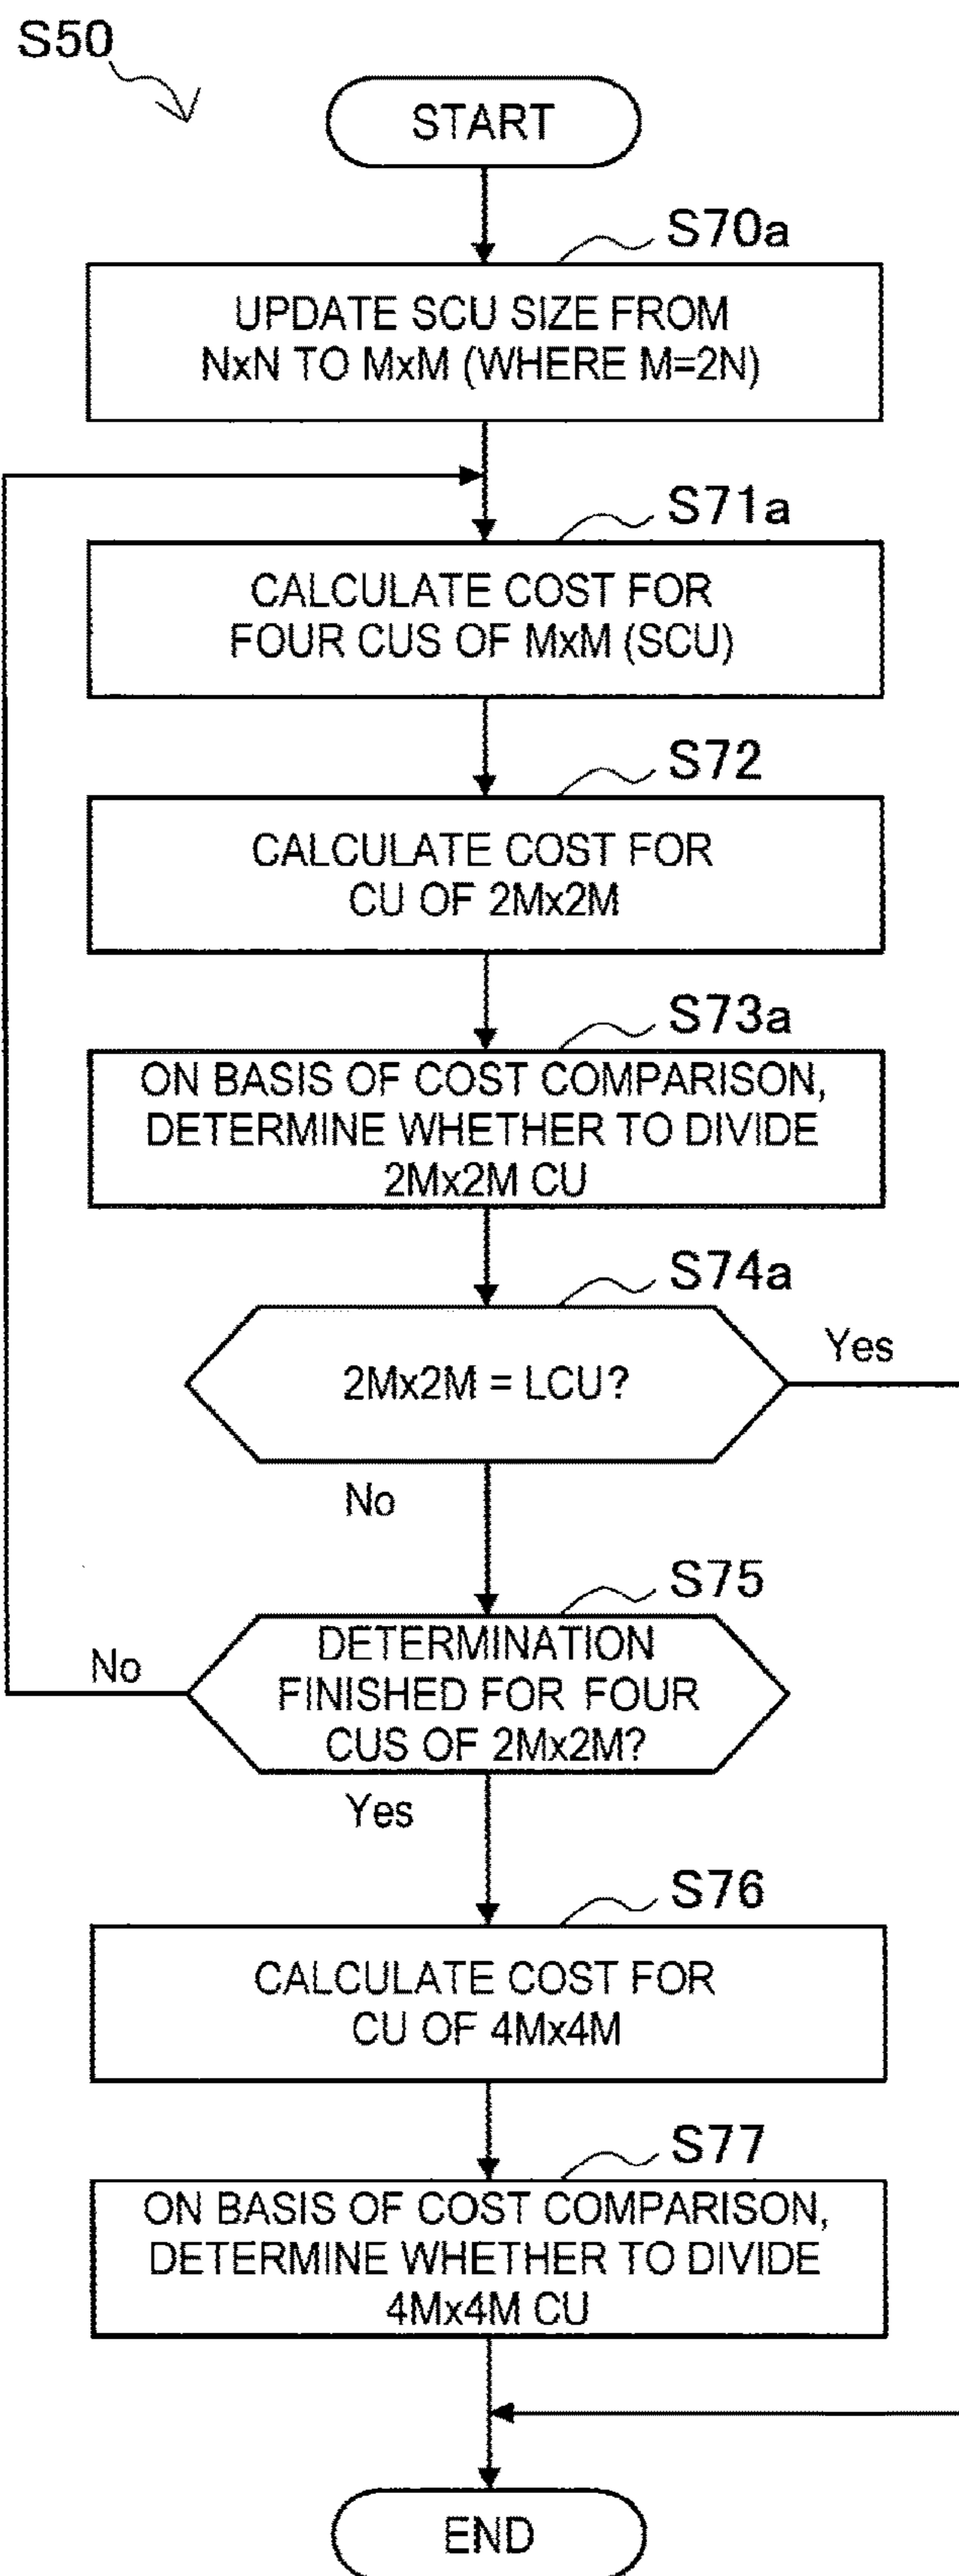 S50
START
S70a
UPDATE SCU SIZE FROM
NxN TO MxM (WHERE M=2N)
S71a
CALCULATE COST FOR
FOUR CUS OF MxM (SCU)
S72
CALCULATE COST FOR
CU OF 2Mx2M
S73a
ON BASIS OF COST COMPARISON,
DETERMINE WHETHER TO DIVIDE
2Mx2M CU
S74a
2Mx2M = LCU?
Yes
No
S75
DETERMINATION
FINISHED FOR FOUR
CUS OF 2Mx2M?
No
Yes
S76
CALCULATE COST FOR
CU OF 4Mx4M
S77
ON BASIS OF COST COMPARISON,
DETERMINE WHETHER TO DIVIDE
4Mx4M CU
END